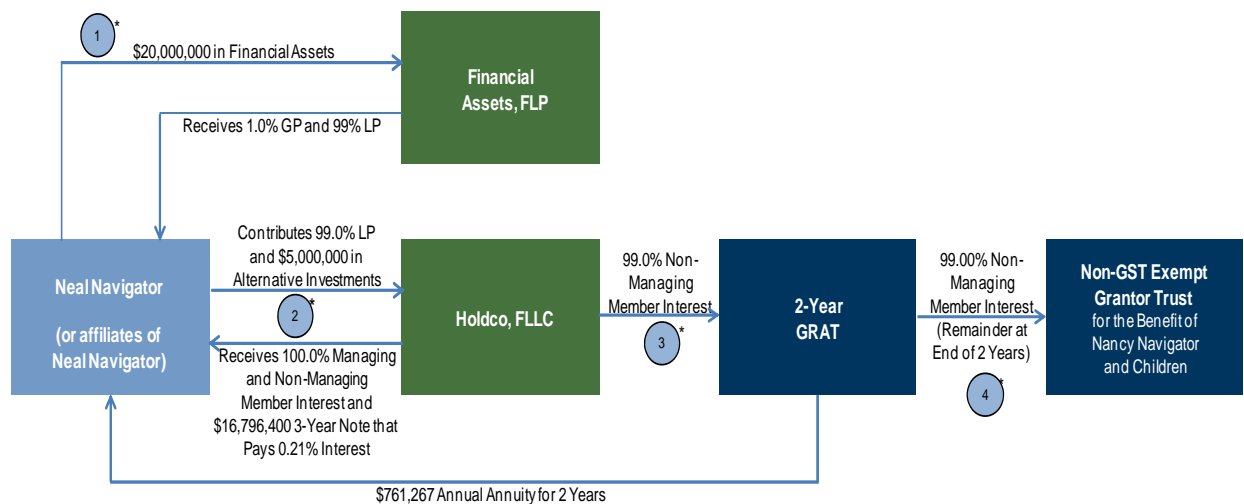 1 *
$20,000,000 in Financial Assets
Financial
Assets, FLP
Receives 1.0% GP and 99% LP
Neal Navigator
(or affiliates of
Neal Navigator)
Contributes 99.0% LP
and $5,000,000 in
Alternative Investments
2 *
Receives 100.0% Managing
and Non-Managing
Member Interest and
$16,796,400 3-Year Note that
Pays 0.21% Interest
Holdco, FLLC
99.0% Non-
Managing
Member Interest
3 *
2-Year
GRAT
99.00% Non-
Managing
Member Interest
(Remainder at
End of 2 Years)
4 *
Non-GST Exempt
Grantor Trust
for the Benefit of
Nancy Navigator
and Children
$761,267 Annual Annuity for 2 Years